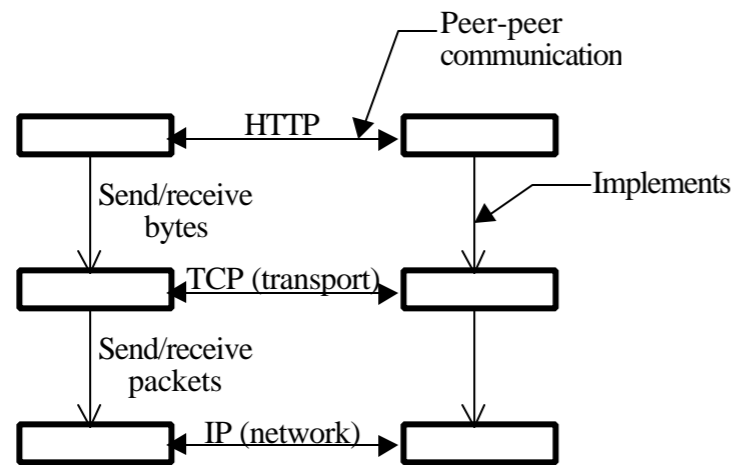 Peer-peer
communication
HTTP
Send/receive
bytes
Implements
TCP (transport)
Send/receive
packets
IP (network)